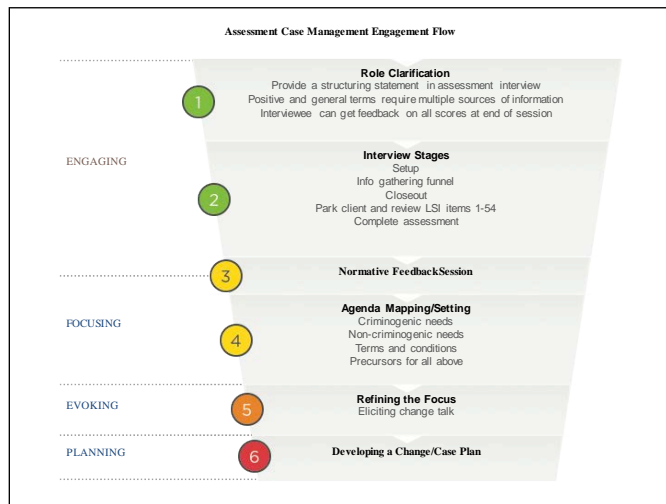 Assessment Case Management Engagement Flow
Role Clarification
1
Provide a structuring statement in assessment interview
Positive and general terms require multiple sources of information
Interviewee can get feedback on all scores at end of session
ENGAGING
Interview Stages
2
Setup
Info gathering funnel
Closeout
Park client and review LSI items 1-54
Complete assessment
3
Normative FeedbackSession
FOCUSING
Agenda Mapping/Setting
4
Criminogenic needs
Non-criminogenic needs
Terms and conditions
Precursors for all above
EVOKING
5
Refining the Focus
Eliciting change talk
PLANNING
6
Developing a Change/Case Plan